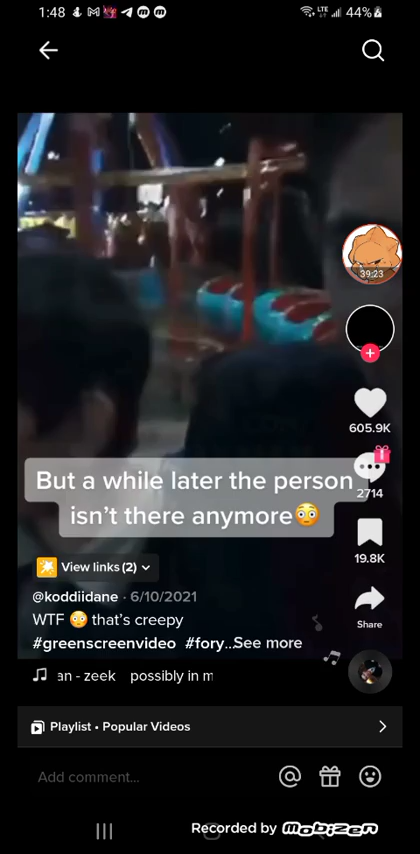 1:48
LTE
44%
39:23
605.9K
But a while later the person
isn't there anymore😳
2714
View links (2)
19.8K
@koddiidane · 6/10/2021
WTF 😳 that's creepy
Share
#greenscreenvideo #fory...See more
an - zeek possibly in m
Playlist • Popular Videos
Add comment...
Recorded by mobizen